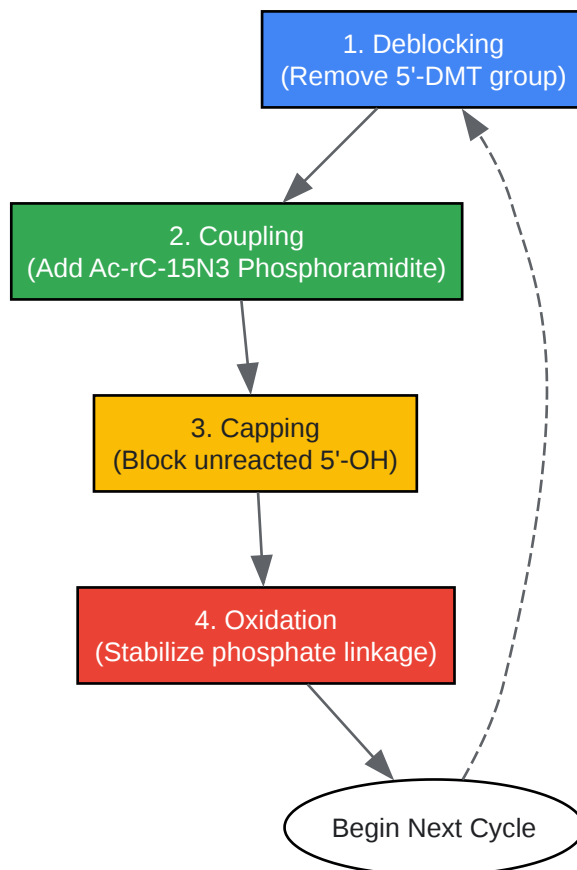 1. Deblocking
(Remove 5'-DMT group)
2. Coupling
(Add Ac-rC-15N3 Phosphoramidite)
3. Capping
(Block unreacted 5'-OH)
4. Oxidation
(Stabilize phosphate linkage)
Begin Next Cycle